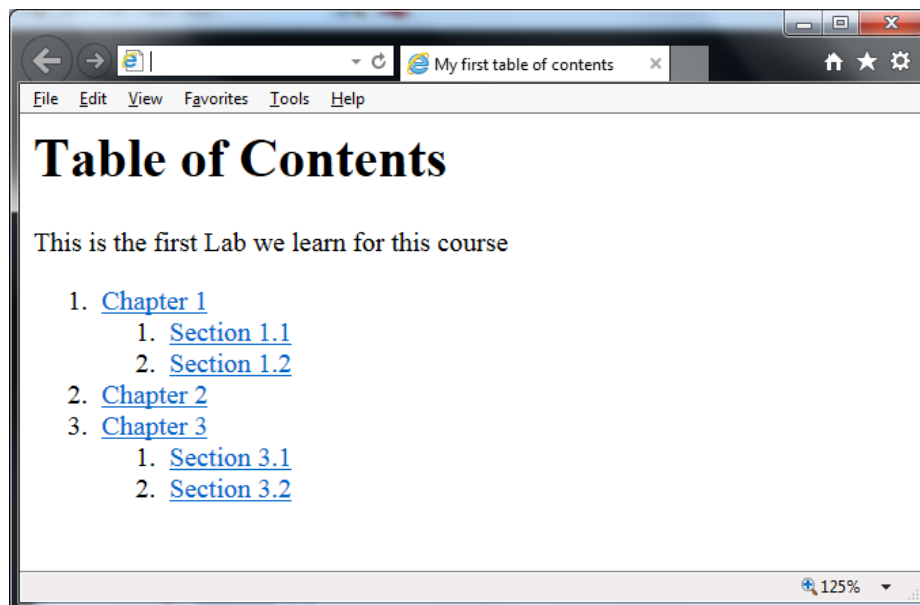 My first table of contents
File Edit View Favorites Tools Help
Table of Contents
This is the first Lab we learn for this course
1. Chapter 1
1. Section 1.1
2. Section 1.2
2. Chapter 2
3. Chapter 3
1. Section 3.1
2. Section 3.2
125%